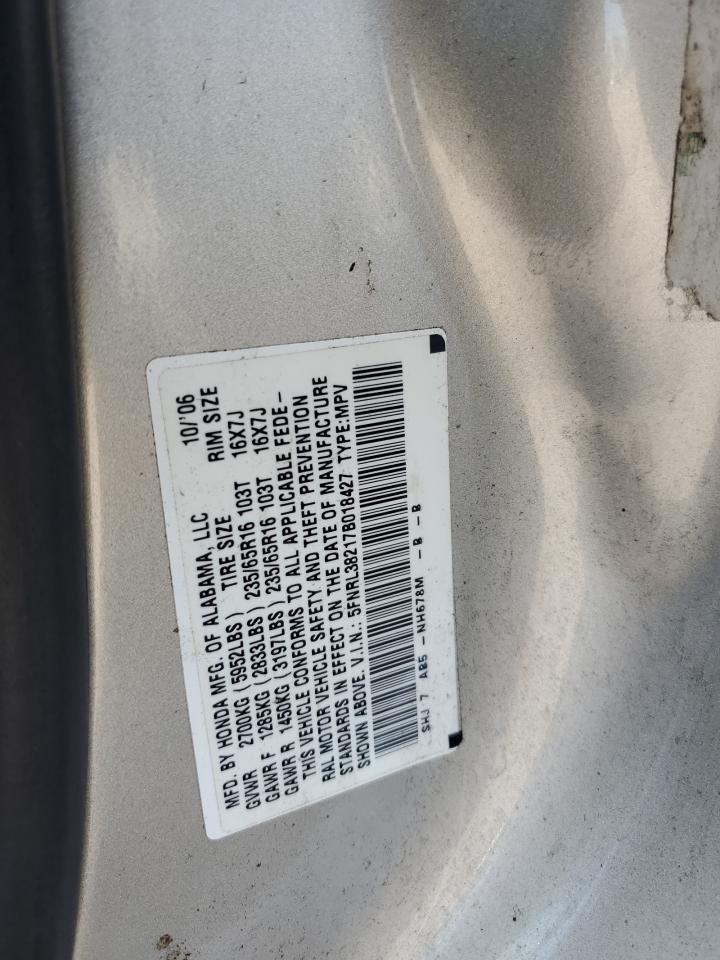 MFD. BY HONDA MFG. OF ALABAMA, LLC 10/'06
GVWR 2700KG (5952LBS) TIRE SIZE RIM SIZE
GAWR F 1285KG (2833LBS) 235/65R16 103T 16X7J
GAWR R 1450KG (3197LBS) 235/65R16 103T 16X7J
THIS VEHICLE CONFORMS TO ALL APPLICABLE FEDE-
RAL MOTOR VEHICLE SAFETY AND THEFT PREVENTION
STANDARDS IN EFFECT ON THE DATE OF MANUFACTURE
SHOWN ABOVE. V.I.N.: 5FNRL38217B018427 TYPE:MPV
SHJ 7 AB5 - NH678M - B - B